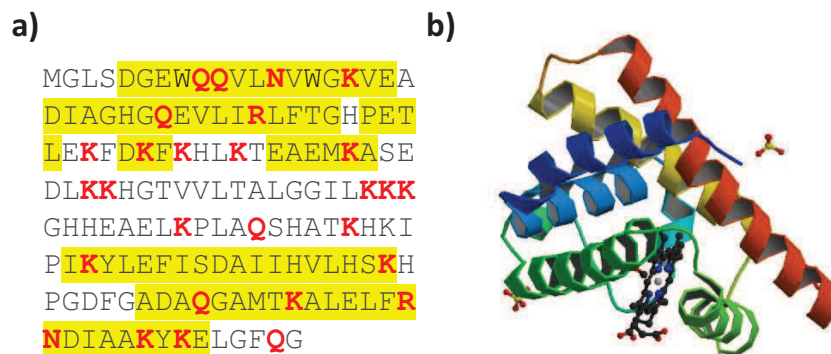 a)
b)
MGLSDGEWQQVLNVWGKVEA
DIAGHGQEVLIRLFTGHPET
LEKFDKFKHLKTEAEMKASE
DLKKHGTVVLTALGGILKKK
GHHEAELKPLAQSHATKHKI
PIKYLEFISDAIIHVLHSKH
PGDFGADAQGAMTKALELFR
NDIAAKYKELGFQG